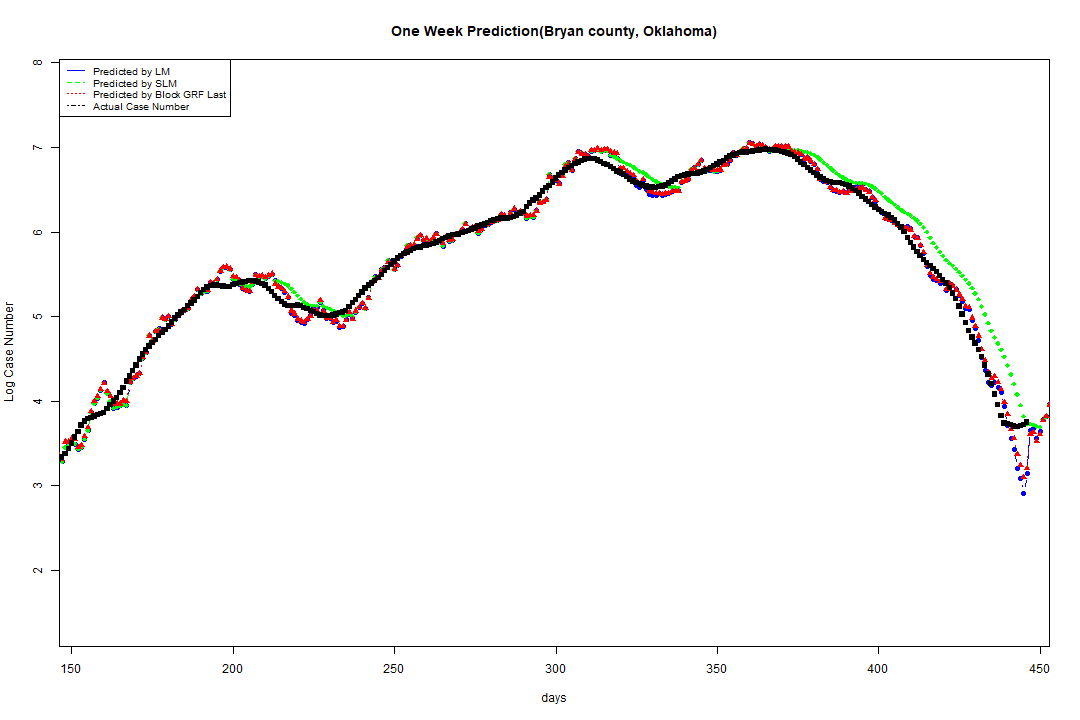 One Week Prediction(Bryan county, Oklahoma)
Predicted by LM
Predicted by SLM
Predicted by Block GRF Last
Actual Case Number
8
7
6
5
4
3
2
Log Case Number
150 200 250 300 350 400 450
days